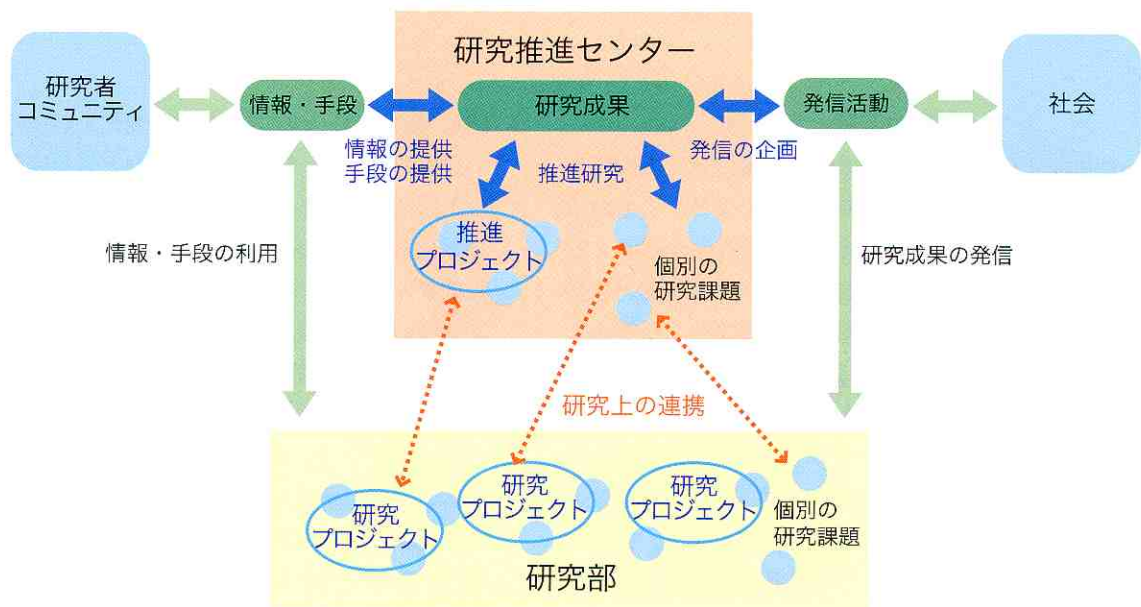 研究推進センター
研究者
コミュニティ
情報・手段
研究成果
発信活動
社会
情報の提供
手段の提供
推進研究
発信の企画
推進
プロジェクト
個別の
研究課題
情報・手段の利用
研究成果の発信
研究上の連携
研究
プロジェクト
研究
プロジェクト
研究
プロジェクト
個別の
研究課題
研究部